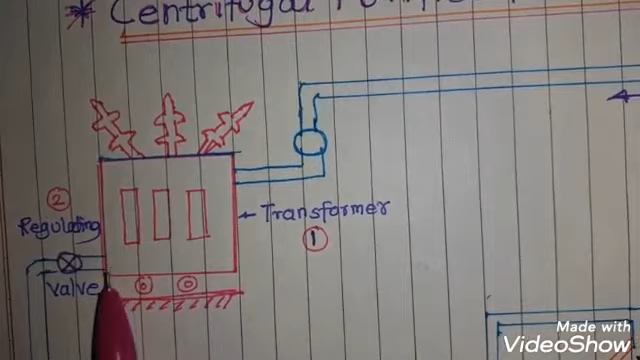 * Centrifugal
2
Regulating
valve
← Transformer
1
Made with
VideoShow